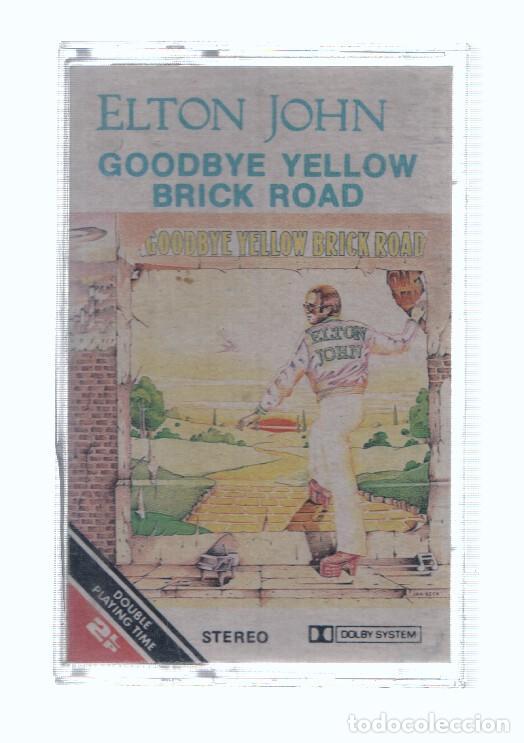 ELTON JOHN
GOODBYE YELLOW
BRICK ROAD
GOODBYE YELLOW BRICK ROAD
ELTON
JOHN
DOUBLE
PLAYING TIME
2LP
STEREO
DOLBY SYSTEM
todocoleccion